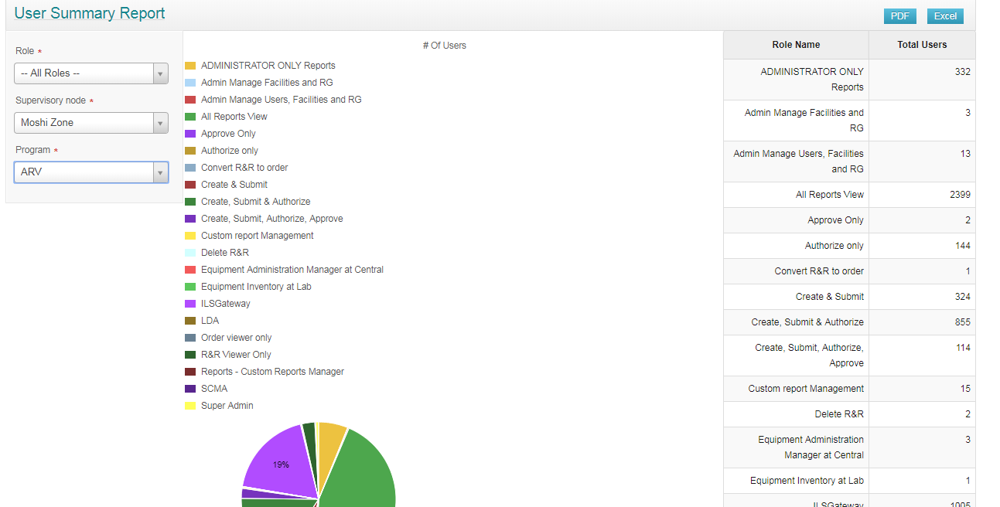 User Summary Report
PDF
Excel
Role *
-- All Roles --
Supervisory node *
Moshi Zone
Program *
ARV
# Of Users
ADMINISTRATOR ONLY Reports
Admin Manage Facilities and RG
Admin Manage Users, Facilities and RG
All Reports View
Approve Only
Authorize only
Convert R&R to order
Create & Submit
Create, Submit & Authorize
Create, Submit, Authorize, Approve
Custom report Management
Delete R&R
Equipment Administration Manager at Central
Equipment Inventory at Lab
ILSGateway
LDA
Order viewer only
R&R Viewer Only
Reports - Custom Reports Manager
SCMA
Super Admin
19%
Role Name Total Users
ADMINISTRATOR ONLY 332
Reports
Admin Manage Facilities and 3
RG
Admin Manage Users, Facilities 13
and RG
All Reports View 2399
Approve Only 2
Authorize only 144
Convert R&R to order 1
Create & Submit 324
Create, Submit & Authorize 855
Create, Submit, Authorize, 114
Approve
Custom report Management 15
Delete R&R 2
Equipment Administration 3
Manager at Central
Equipment Inventory at Lab 1
ILSGateway 1005